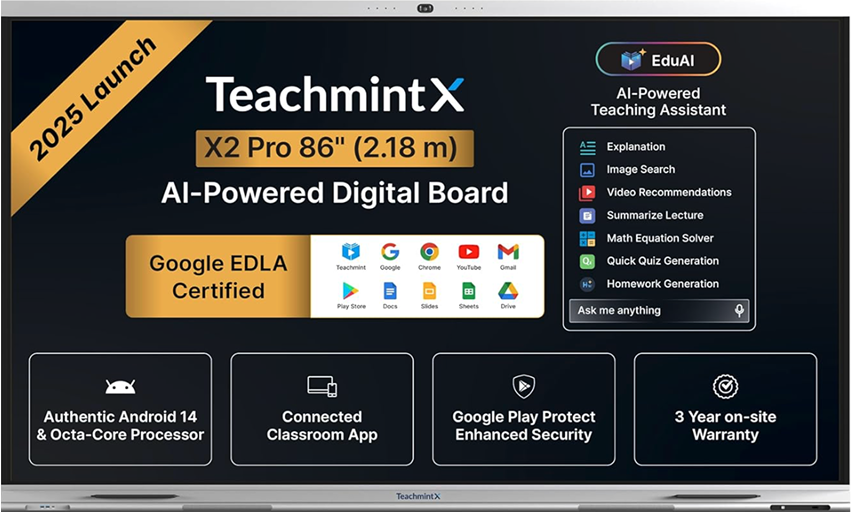 2025 Launch
TeachmintX
X2 Pro 86" (2.18 m)
AI-Powered Digital Board
Google EDLA
Certified
Teachmint Google Chrome YouTube Gmail
Play Store Docs Slides Sheets Drive
EduAI
AI-Powered
Teaching Assistant
Explanation
Image Search
Video Recommendations
Summarize Lecture
Math Equation Solver
Quick Quiz Generation
Homework Generation
Ask me anything
Authentic Android 14
& Octa-Core Processor
Connected
Classroom App
Google Play Protect
Enhanced Security
3 Year on-site
Warranty
TeachmintX